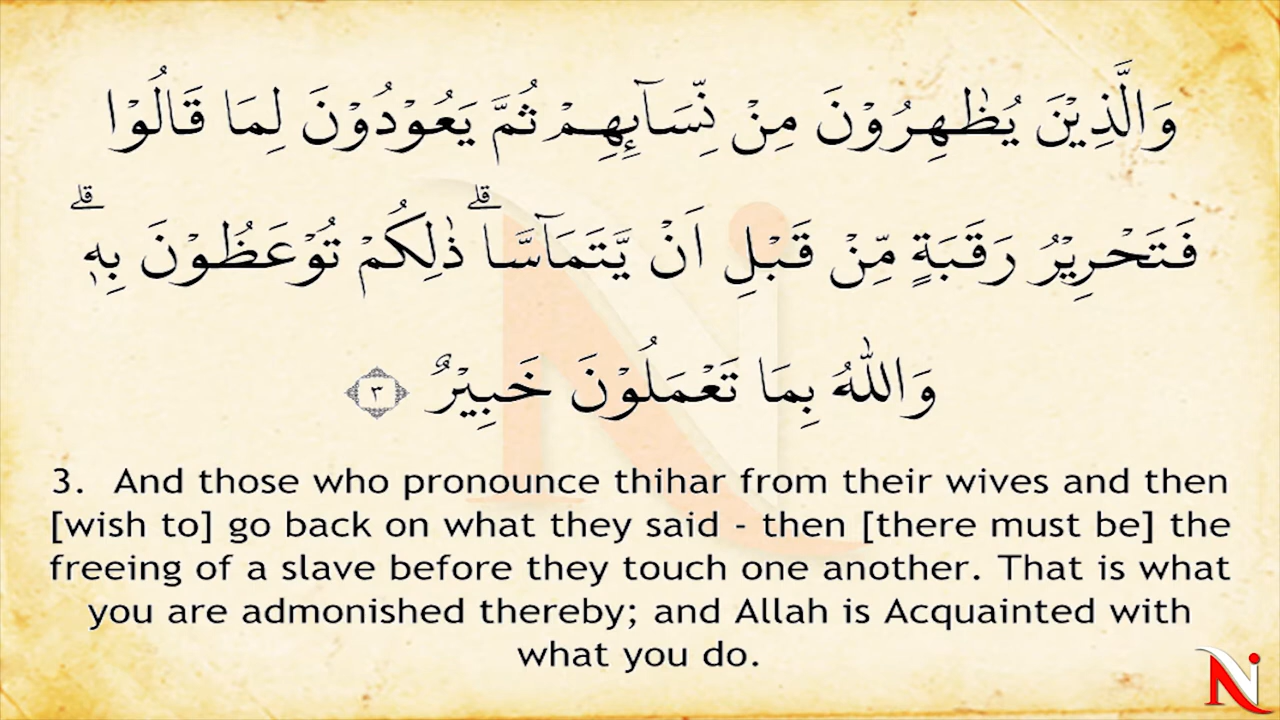 وَالَّذِيْنَ يُظٰهِرُوْنَ مِنْ نِّسَآىِٕهِمْ ثُمَّ يَعُوْدُوْنَ لِمَا قَالُوْا
فَتَحْرِيْرُ رَقَبَةٍ مِّنْ قَبْلِ اَنْ يَّتَمَآسَّا ۗ ذٰلِكُمْ تُوْعَظُوْنَ بِهٖ ۗ
وَاللّٰهُ بِمَا تَعْمَلُوْنَ خَبِيْرٌ ٣
3. And those who pronounce thihar from their wives and then
[wish to] go back on what they said - then [there must be] the
freeing of a slave before they touch one another. That is what
you are admonished thereby; and Allah is Acquainted with
what you do.